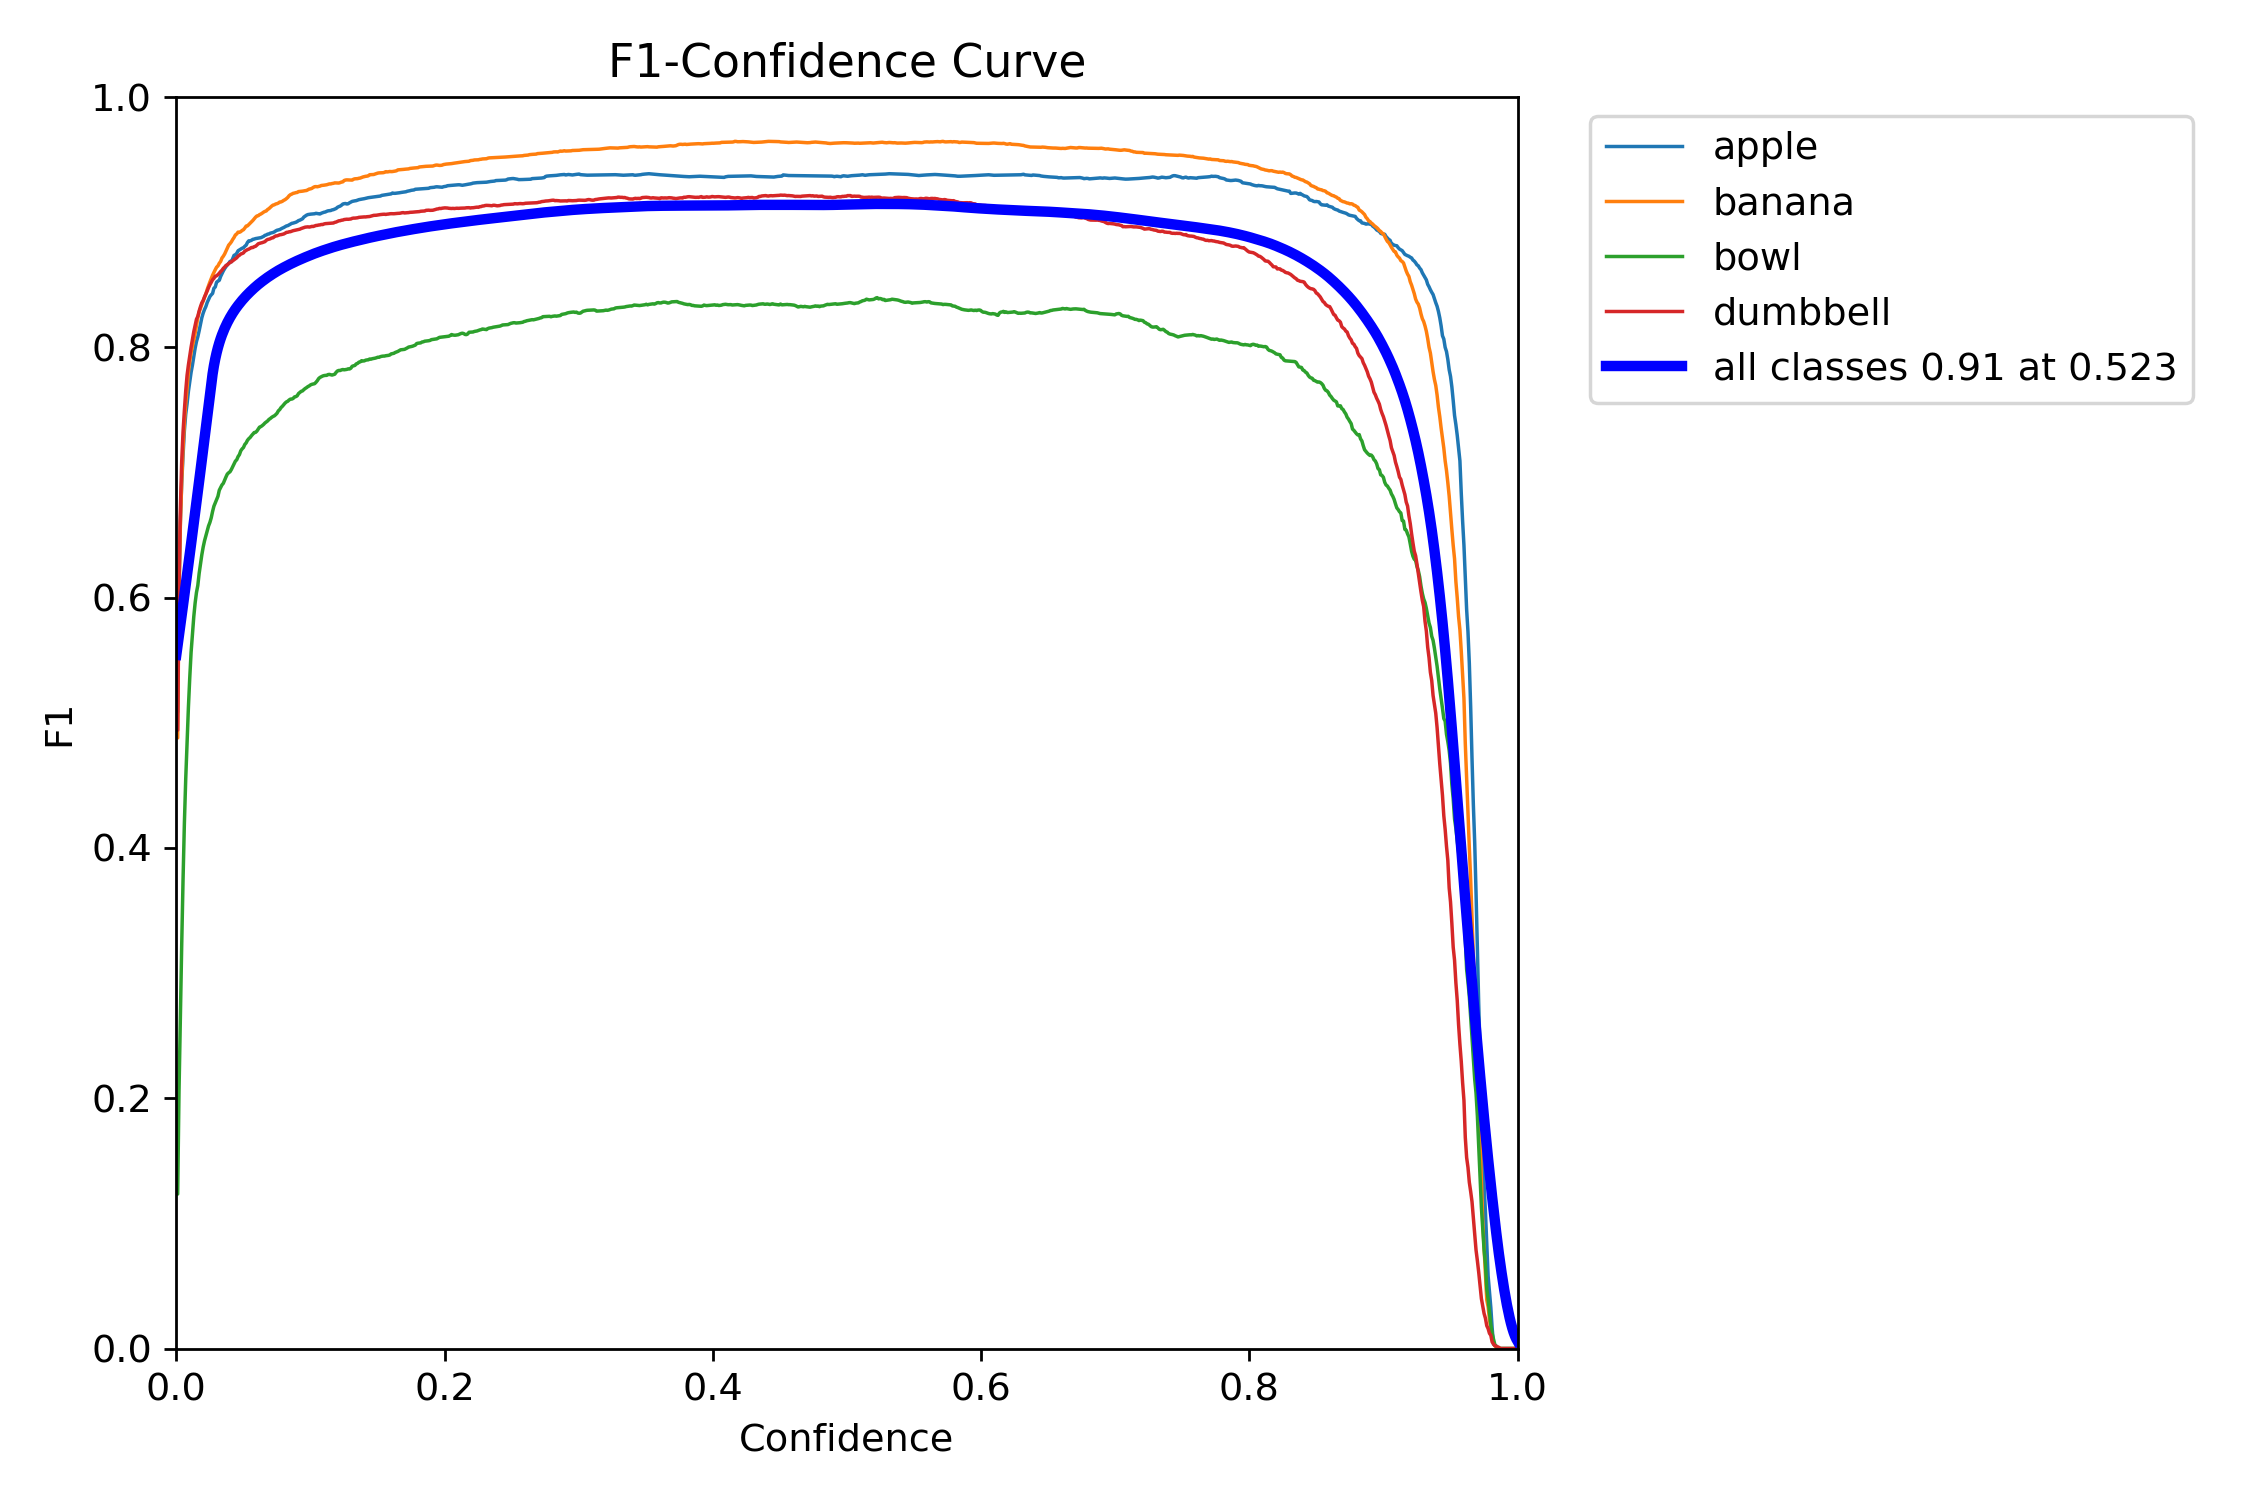 F1-Confidence Curve
1.0
0.8
0.6
0.4
0.2
0.0
F1
0.0 0.2 0.4 0.6 0.8 1.0
Confidence
apple
banana
bowl
dumbbell
all classes 0.91 at 0.523